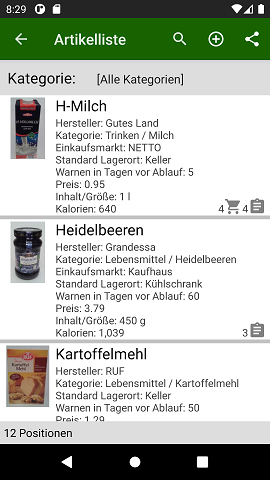 8:29
Artikelliste
Kategorie: [Alle Kategorien]
H-Milch
Hersteller: Gutes Land
Kategorie: Trinken / Milch
Einkaufsmarkt: NETTO
Standard Lagerort: Keller
Warnen in Tagen vor Ablauf: 5
Preis: 0.95
Inhalt/Größe: 1 l
Kalorien: 640
4 4
Heidelbeeren
Hersteller: Grandessa
Kategorie: Lebensmittel / Heidelbeeren
Einkaufsmarkt: Kaufhaus
Standard Lagerort: Kühlschrank
Warnen in Tagen vor Ablauf: 60
Preis: 3.79
Inhalt/Größe: 450 g
Kalorien: 1,039
3
Kartoffelmehl
Hersteller: RUF
Kategorie: Lebensmittel / Kartoffelmehl
Standard Lagerort: Keller
Warnen in Tagen vor Ablauf: 50
Preis: 1.29
12 Positionen